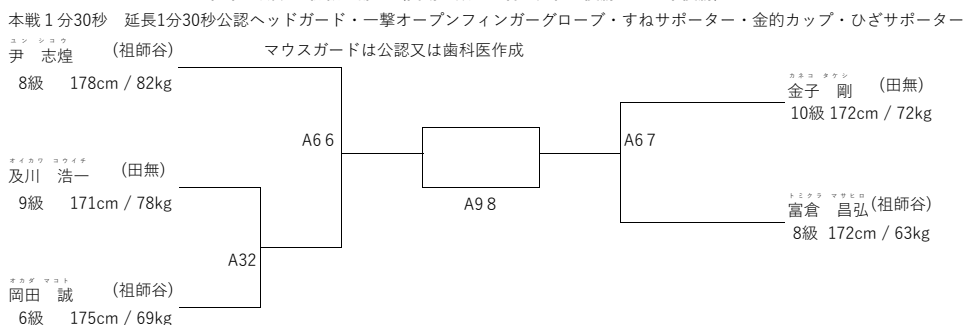 本戦１分30秒　延長1分30秒公認ヘッドガード・一撃オープンフィンガーグローブ・すねサポーター・金的カップ・ひざサポーター
マウスガードは公認又は歯科医作成
ユン　シコウ
尹　志煌　(祖師谷)
8級　178cm / 82kg
カネコ　タケシ
金子　剛　(田無)
10級 172cm / 72kg
A6 6
A6 7
オイカワ　コウイチ
及川　浩一　(田無)
9級　171cm / 78kg
A9 8
トミクラ　マサヒロ
富倉　昌弘(祖師谷)
8級 172cm / 63kg
A32
オカダ　マコト
岡田　誠　(祖師谷)
6級　175cm / 69kg